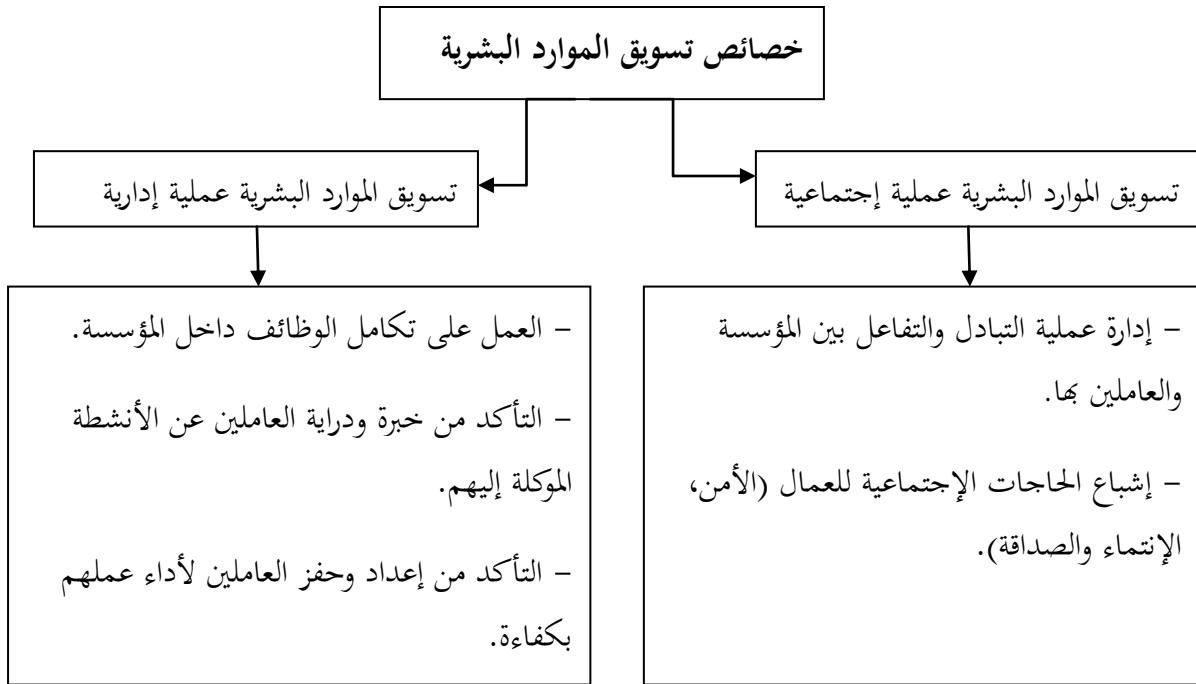 خصائص تسويق الموارد البشرية
تسويق الموارد البشرية عملية إجتماعية
تسويق الموارد البشرية عملية إدارية
– إدارة عملية التبادل والتفاعل بين المؤسسة
والعاملين بها.
– إشباع الحاجات الإجتماعية للعمال (الأمن،
الإنتماء والصداقة).
– العمل على تكامل الوظائف داخل المؤسسة.
– التأكد من خبرة ودراية العاملين عن الأنشطة
الموكلة إليهم.
– التأكد من إعداد وحفز العاملين لأداء عملهم
بكفاءة.